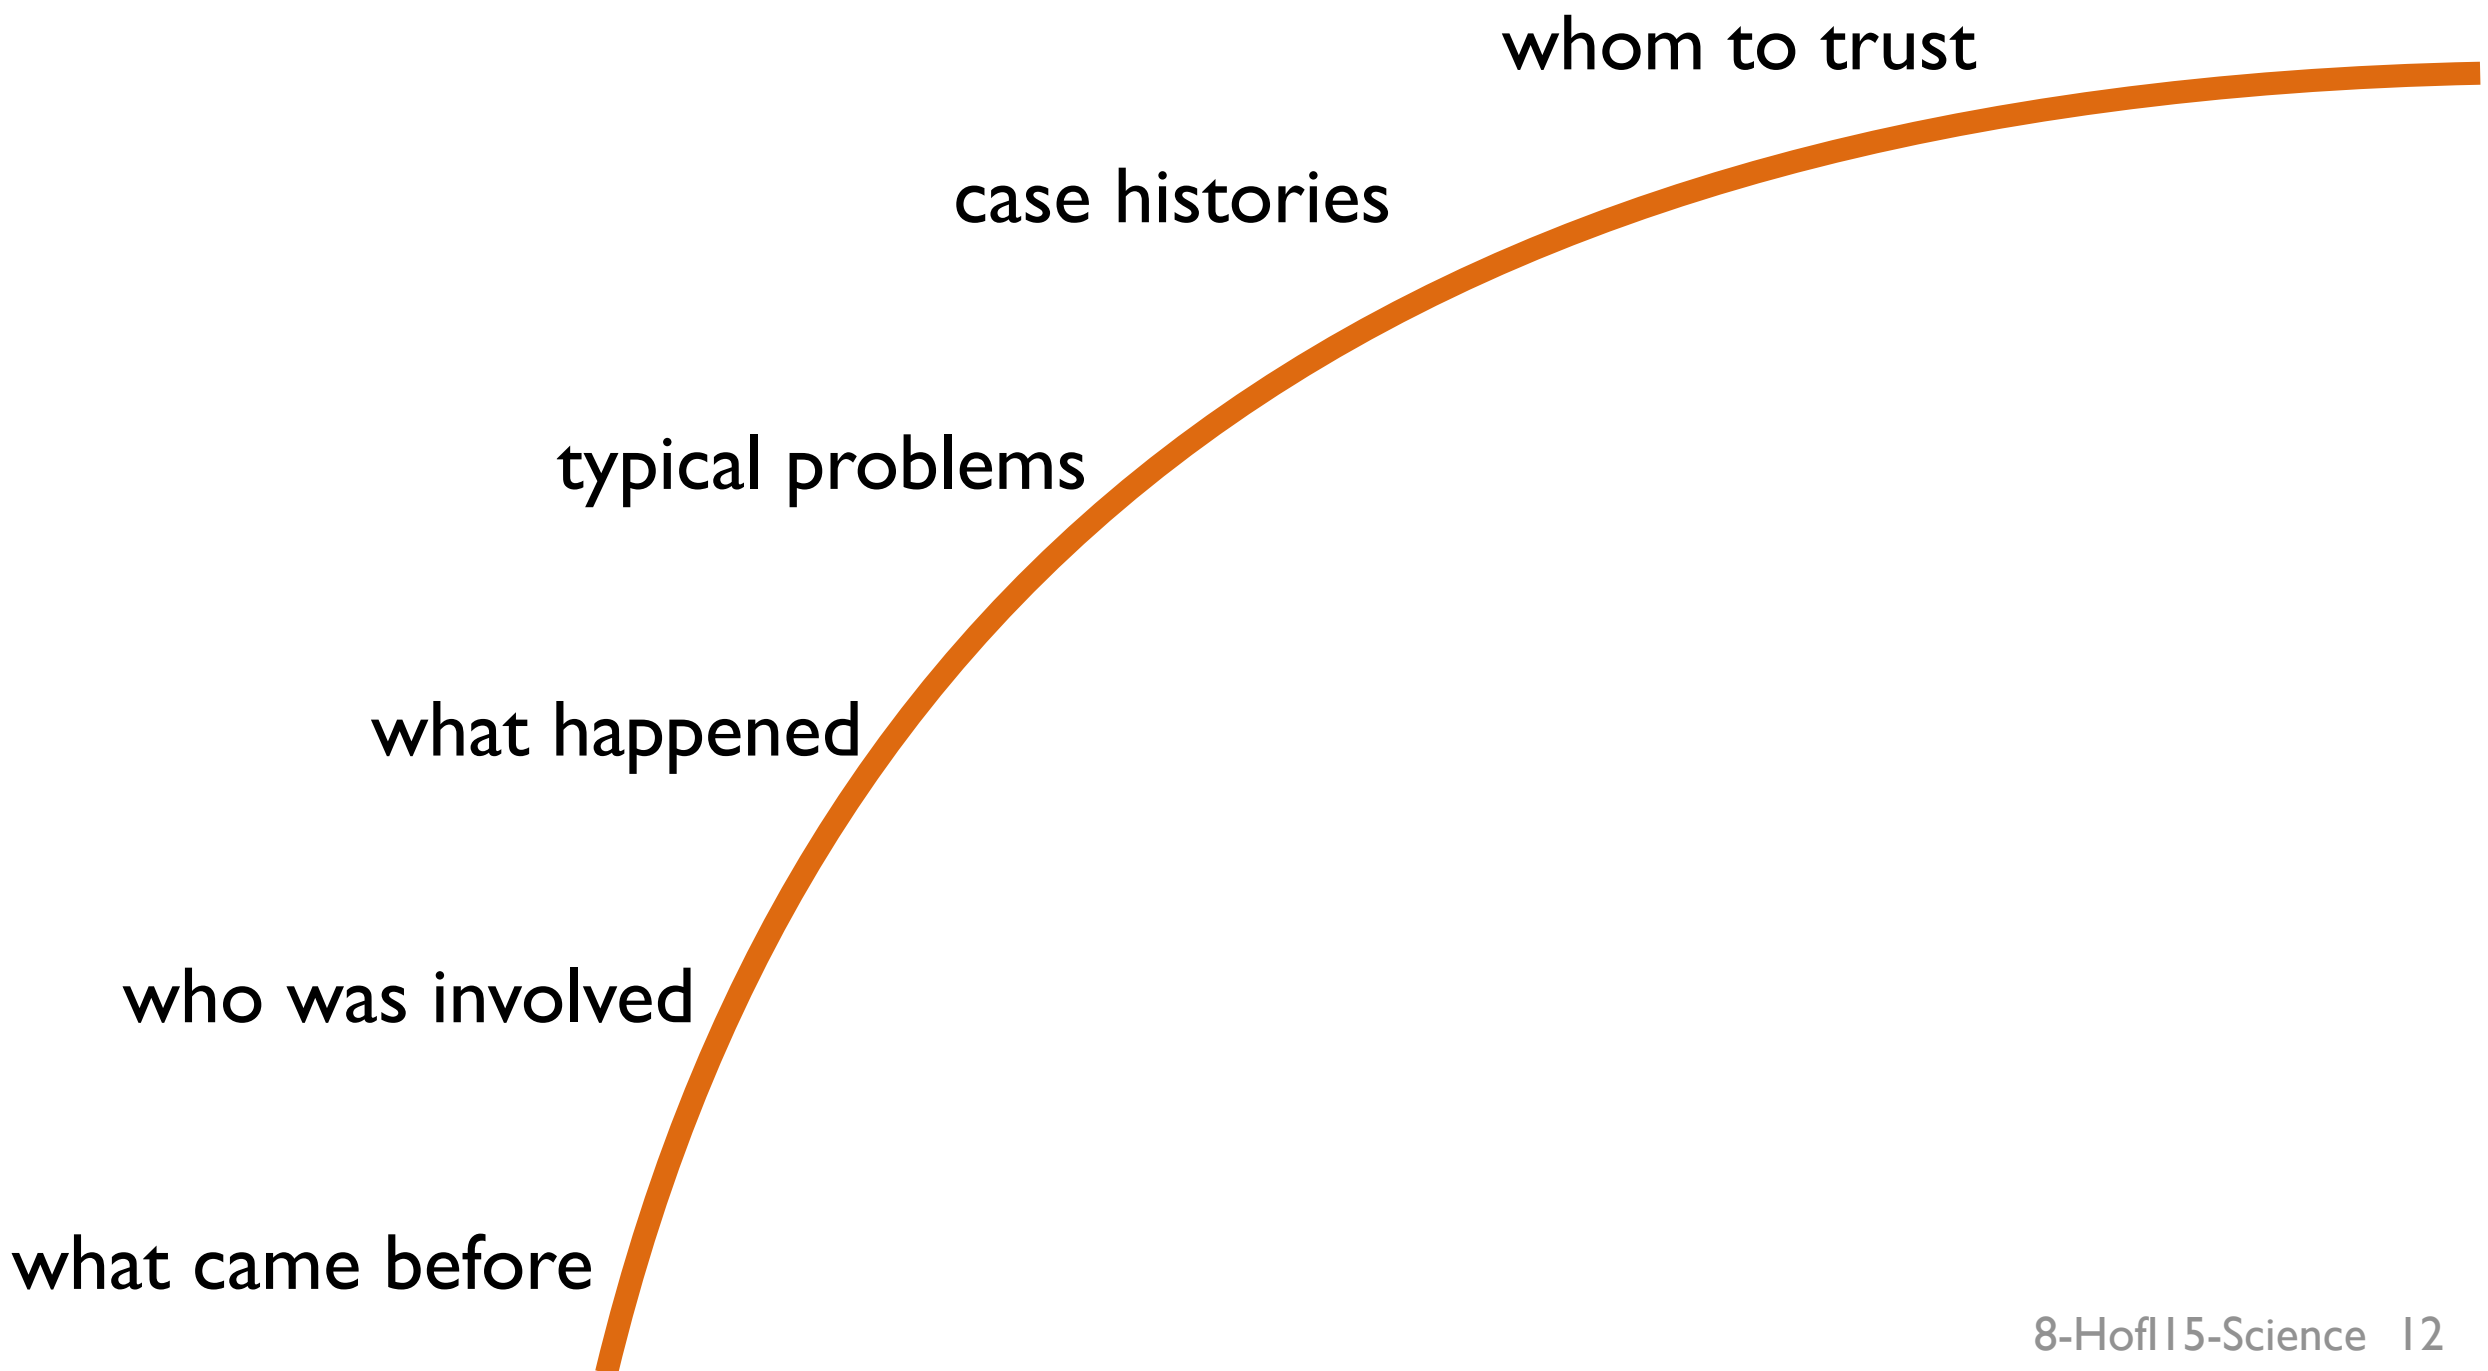 whom to trust
case histories
typical problems
what happened
who was involved
what came before
8-Hofl15-Science 12